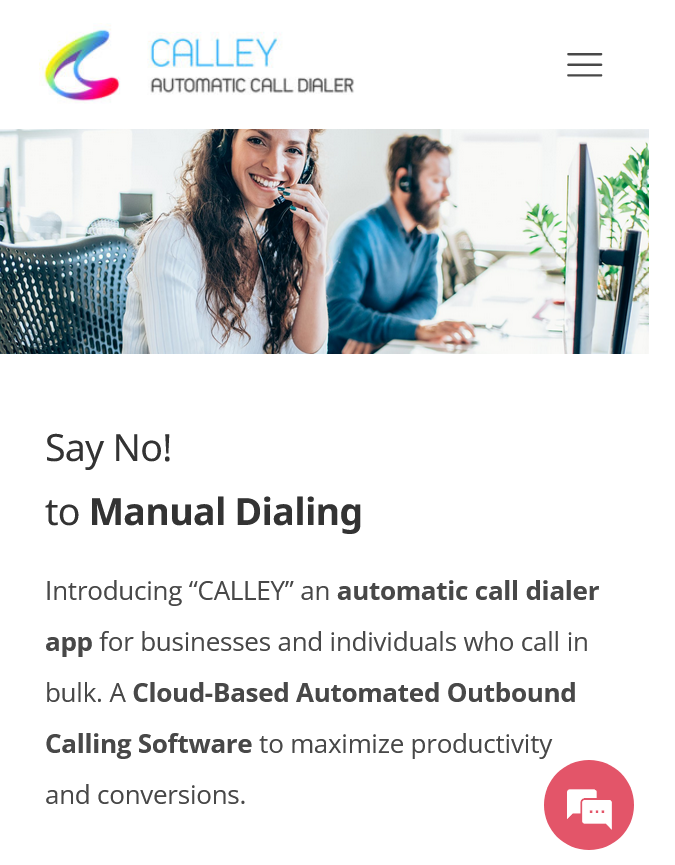 CALLEY
AUTOMATIC CALL DIALER
Say No!
to Manual Dialing
Introducing “CALLEY” an automatic call dialer
app for businesses and individuals who call in
bulk. A Cloud-Based Automated Outbound
Calling Software to maximize productivity
and conversions.